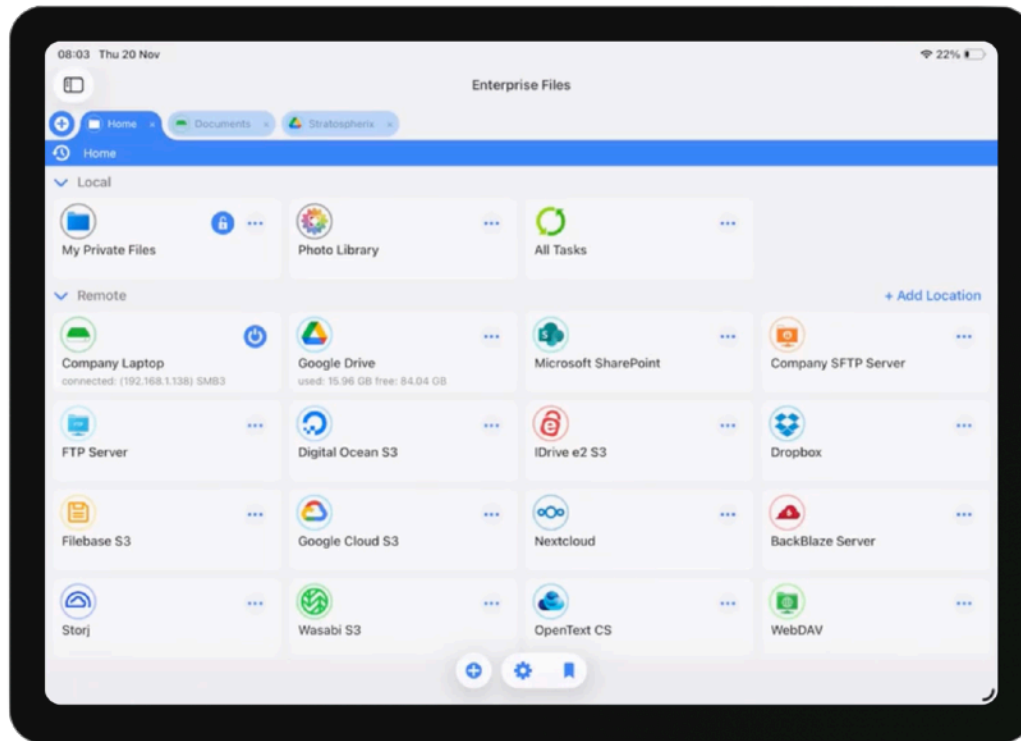 08:03 Thu 20 Nov
22%
Enterprise Files
Home × Documents × Stratospherix ×
Home
Local
My Private Files
Photo Library
All Tasks
Remote
+ Add Location
Company Laptop
connected: (192.168.1.138) SMB3
Google Drive
used: 15.96 GB free: 84.04 GB
Microsoft SharePoint
Company SFTP Server
FTP Server
Digital Ocean S3
IDrive e2 S3
Dropbox
Filebase S3
Google Cloud S3
Nextcloud
BackBlaze Server
Storj
Wasabi S3
OpenText CS
WebDAV